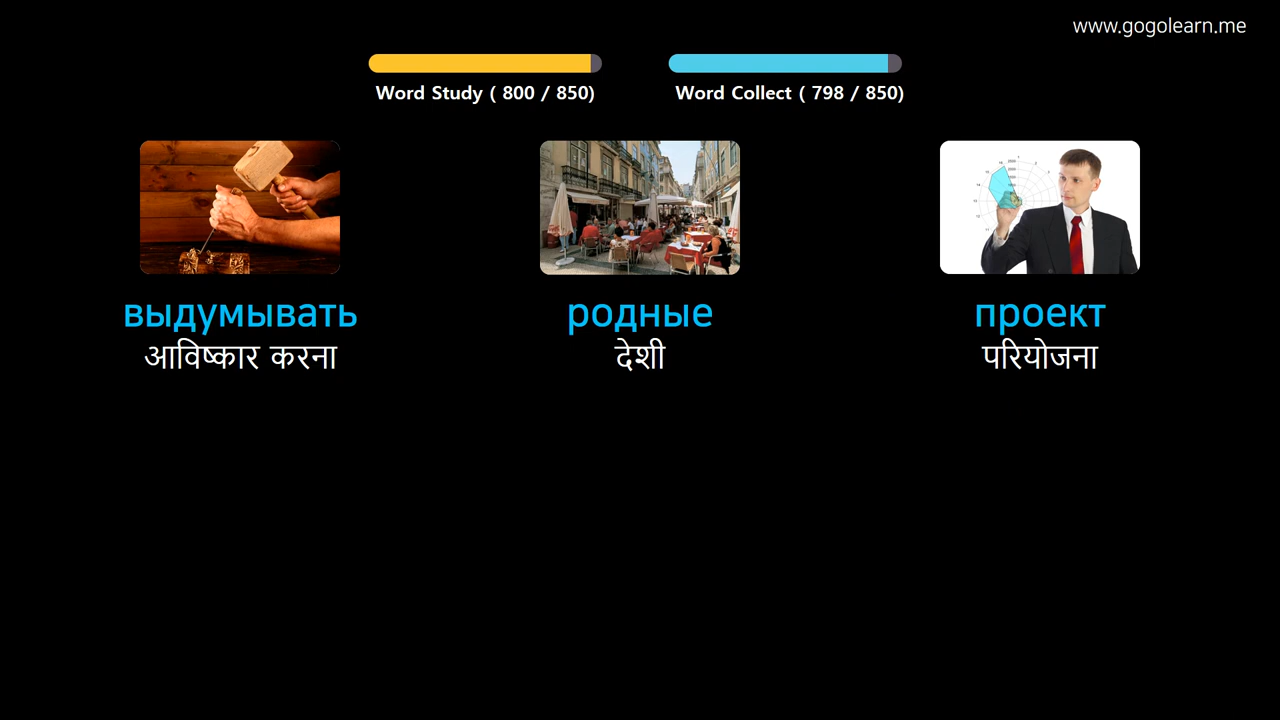 www.gogolearn.me
Word Study ( 800 / 850)
Word Collect ( 798 / 850)
выдумывать
आविष्कार करना
родные
देशी
проект
परियोजना